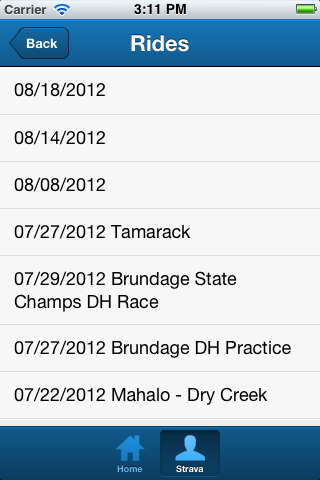 Carrier 3:11 PM
Back Rides
08/18/2012
08/14/2012
08/08/2012
07/27/2012 Tamarack
07/29/2012 Brundage State
Champs DH Race
07/27/2012 Brundage DH Practice
07/22/2012 Mahalo - Dry Creek
Home Strava